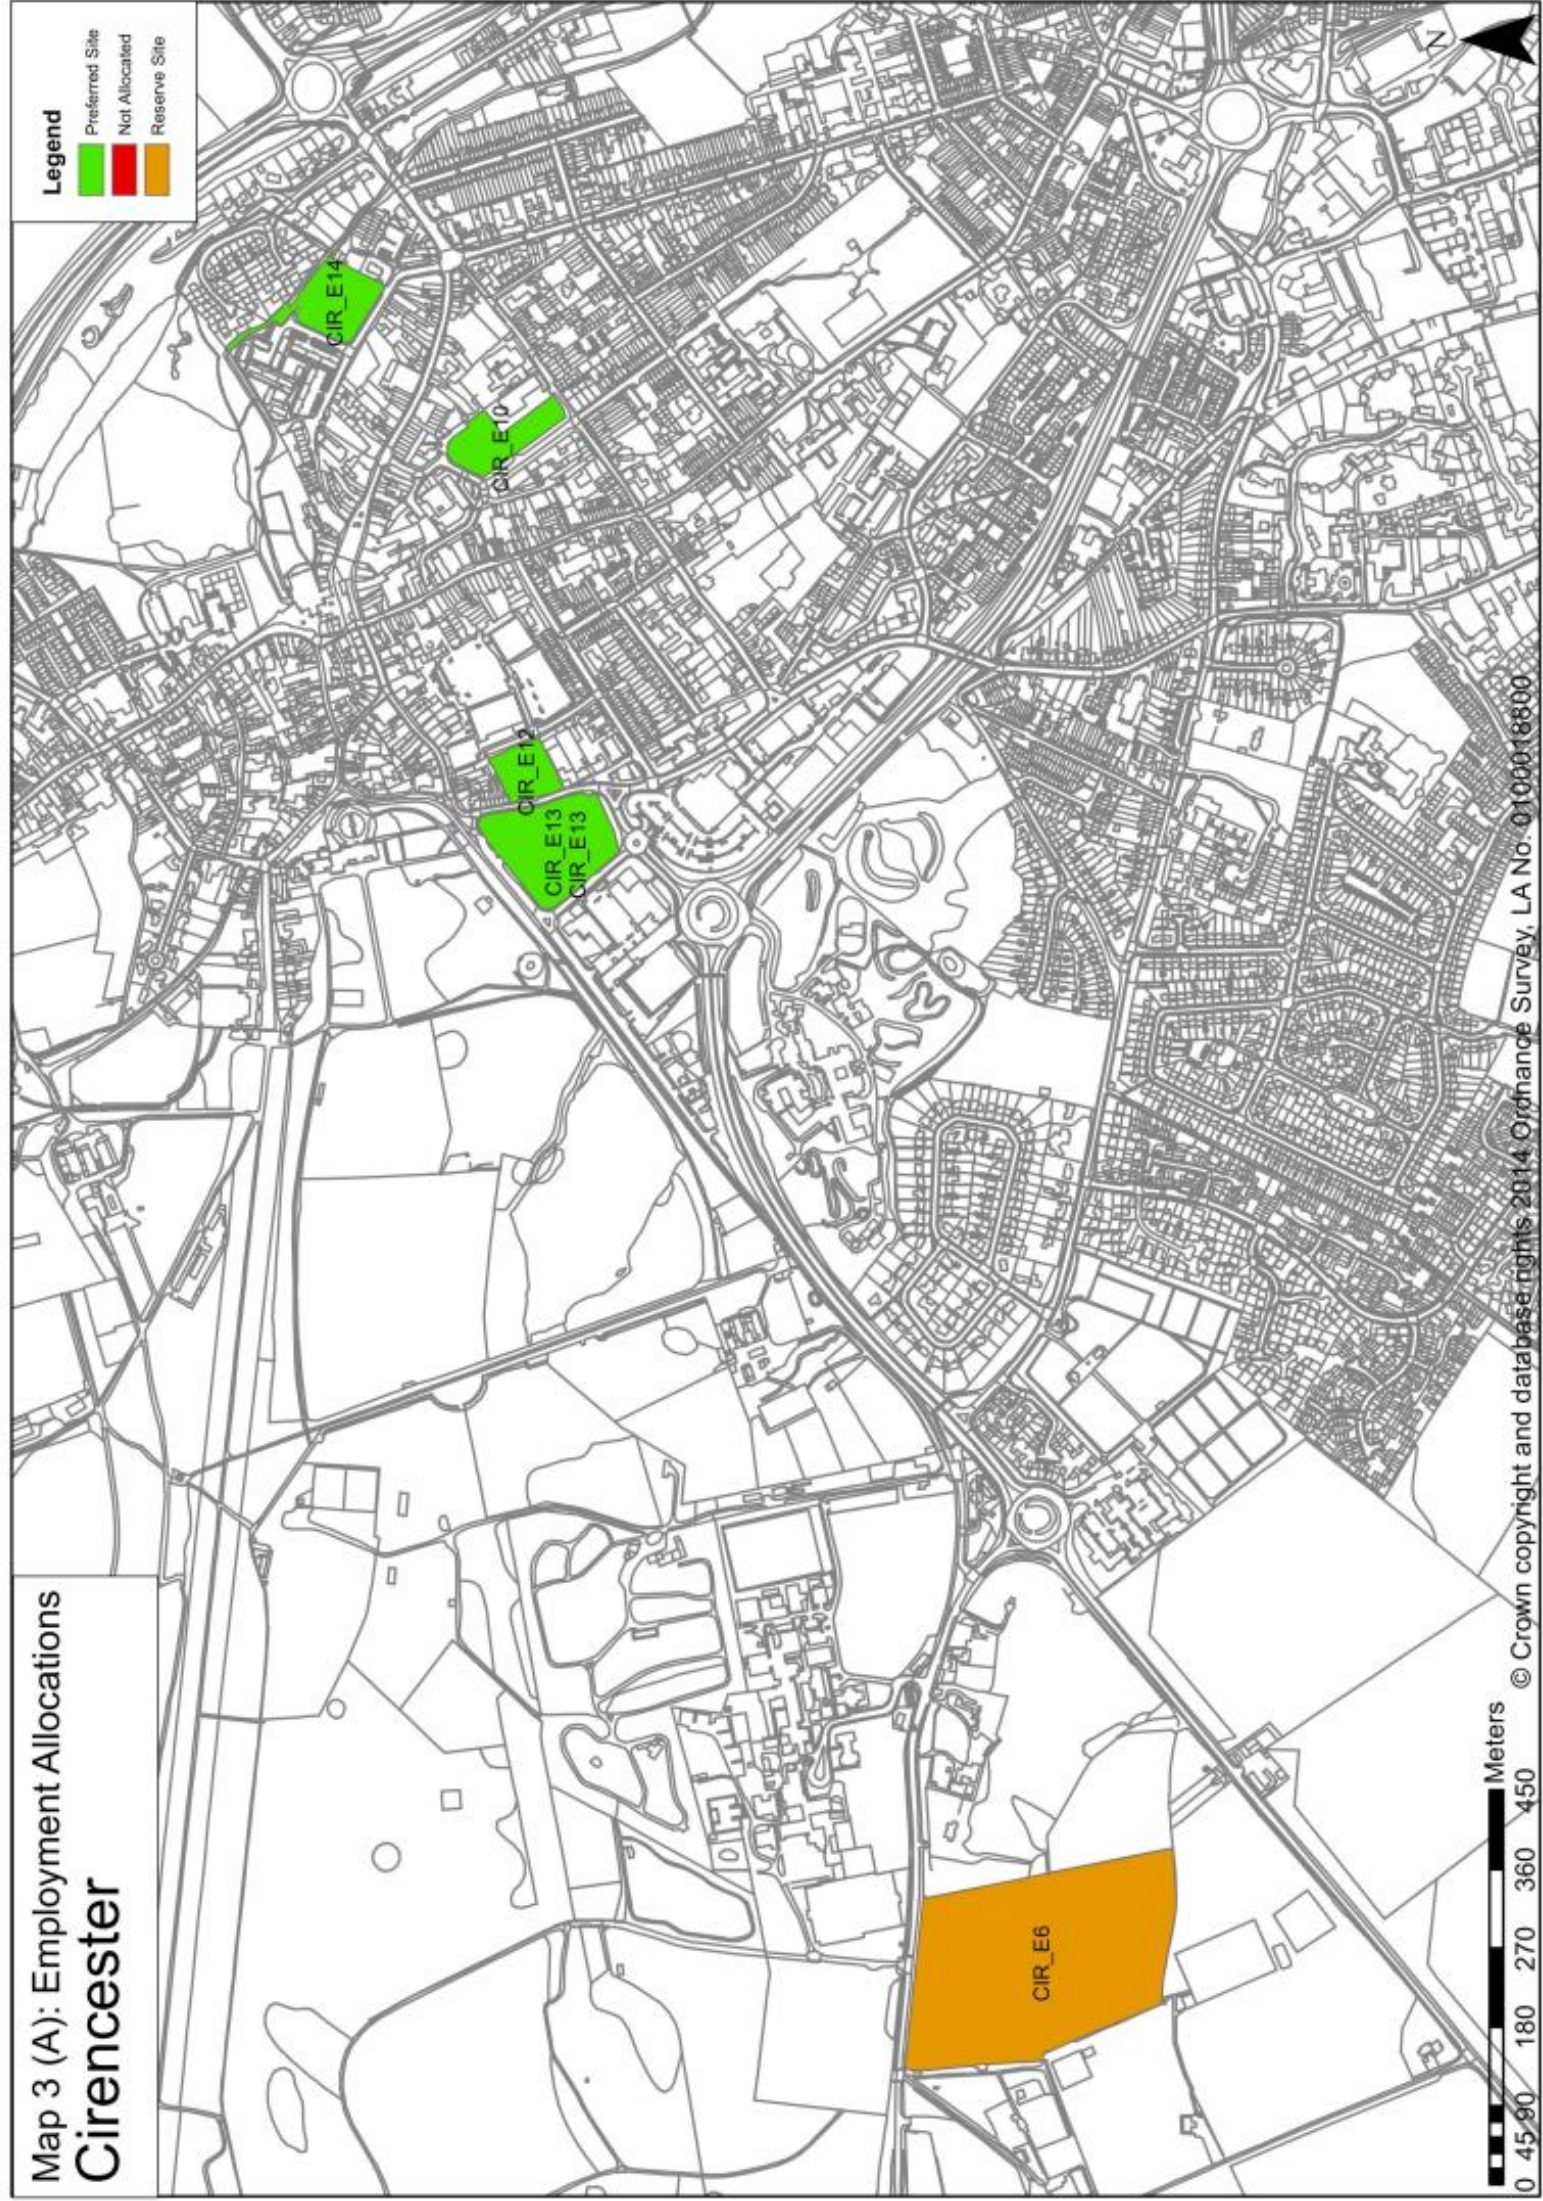 Map 3 (A): Employment Allocations
Cirencester
Legend
Preferred Site
Not Allocated
Reserve Site
CIR_E14
CIR_E10
CIR_E12
CIR_E13
CIR_E13
CIR_E6
N
0 45 90 180 270 360 450
Meters
© Crown copyright and database rights 2014 Ordnance Survey, LA No. 0100018800